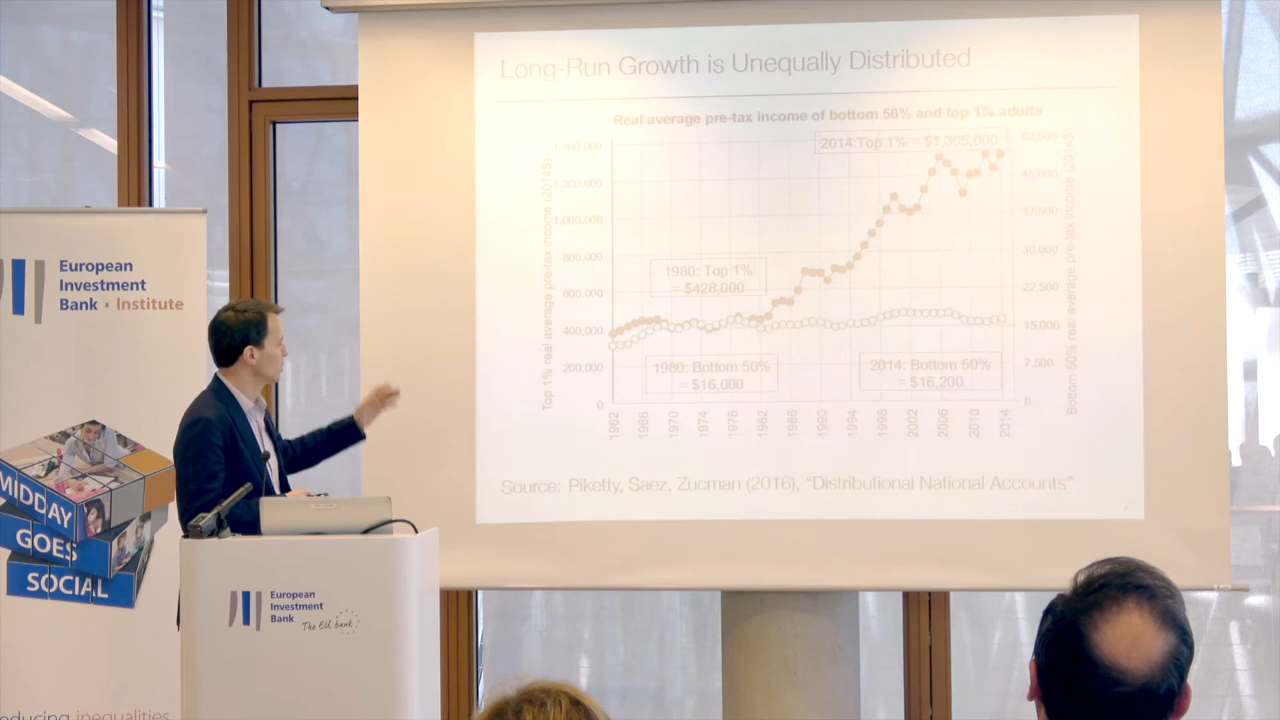 Long-Run Growth is Unequally Distributed
Real average pre-tax income of bottom 50% and top 1% adults
Top 1% real average pre-tax income (2014$)
1,400,000
1,200,000
1,000,000
800,000
600,000
400,000
200,000
0
2014:Top 1% = $1,305,000
1980: Top 1%
= $428,000
1980: Bottom 50%
= $16,000
2014: Bottom 50%
= $16,200
52,500
45,000
37,500
30,000
22,500
15,000
7,500
0
Bottom 50% real average pre-tax income (2014$)
1962
1966
1970
1974
1978
1982
1986
1990
1994
1998
2002
2006
2010
2014
Source: Piketty, Saez, Zucman (2016), "Distributional National Accounts"
European
Investment
Bank Institute
MIDDAY
GOES
SOCIAL
educing inequalities
European
Investment
Bank
The EU bank